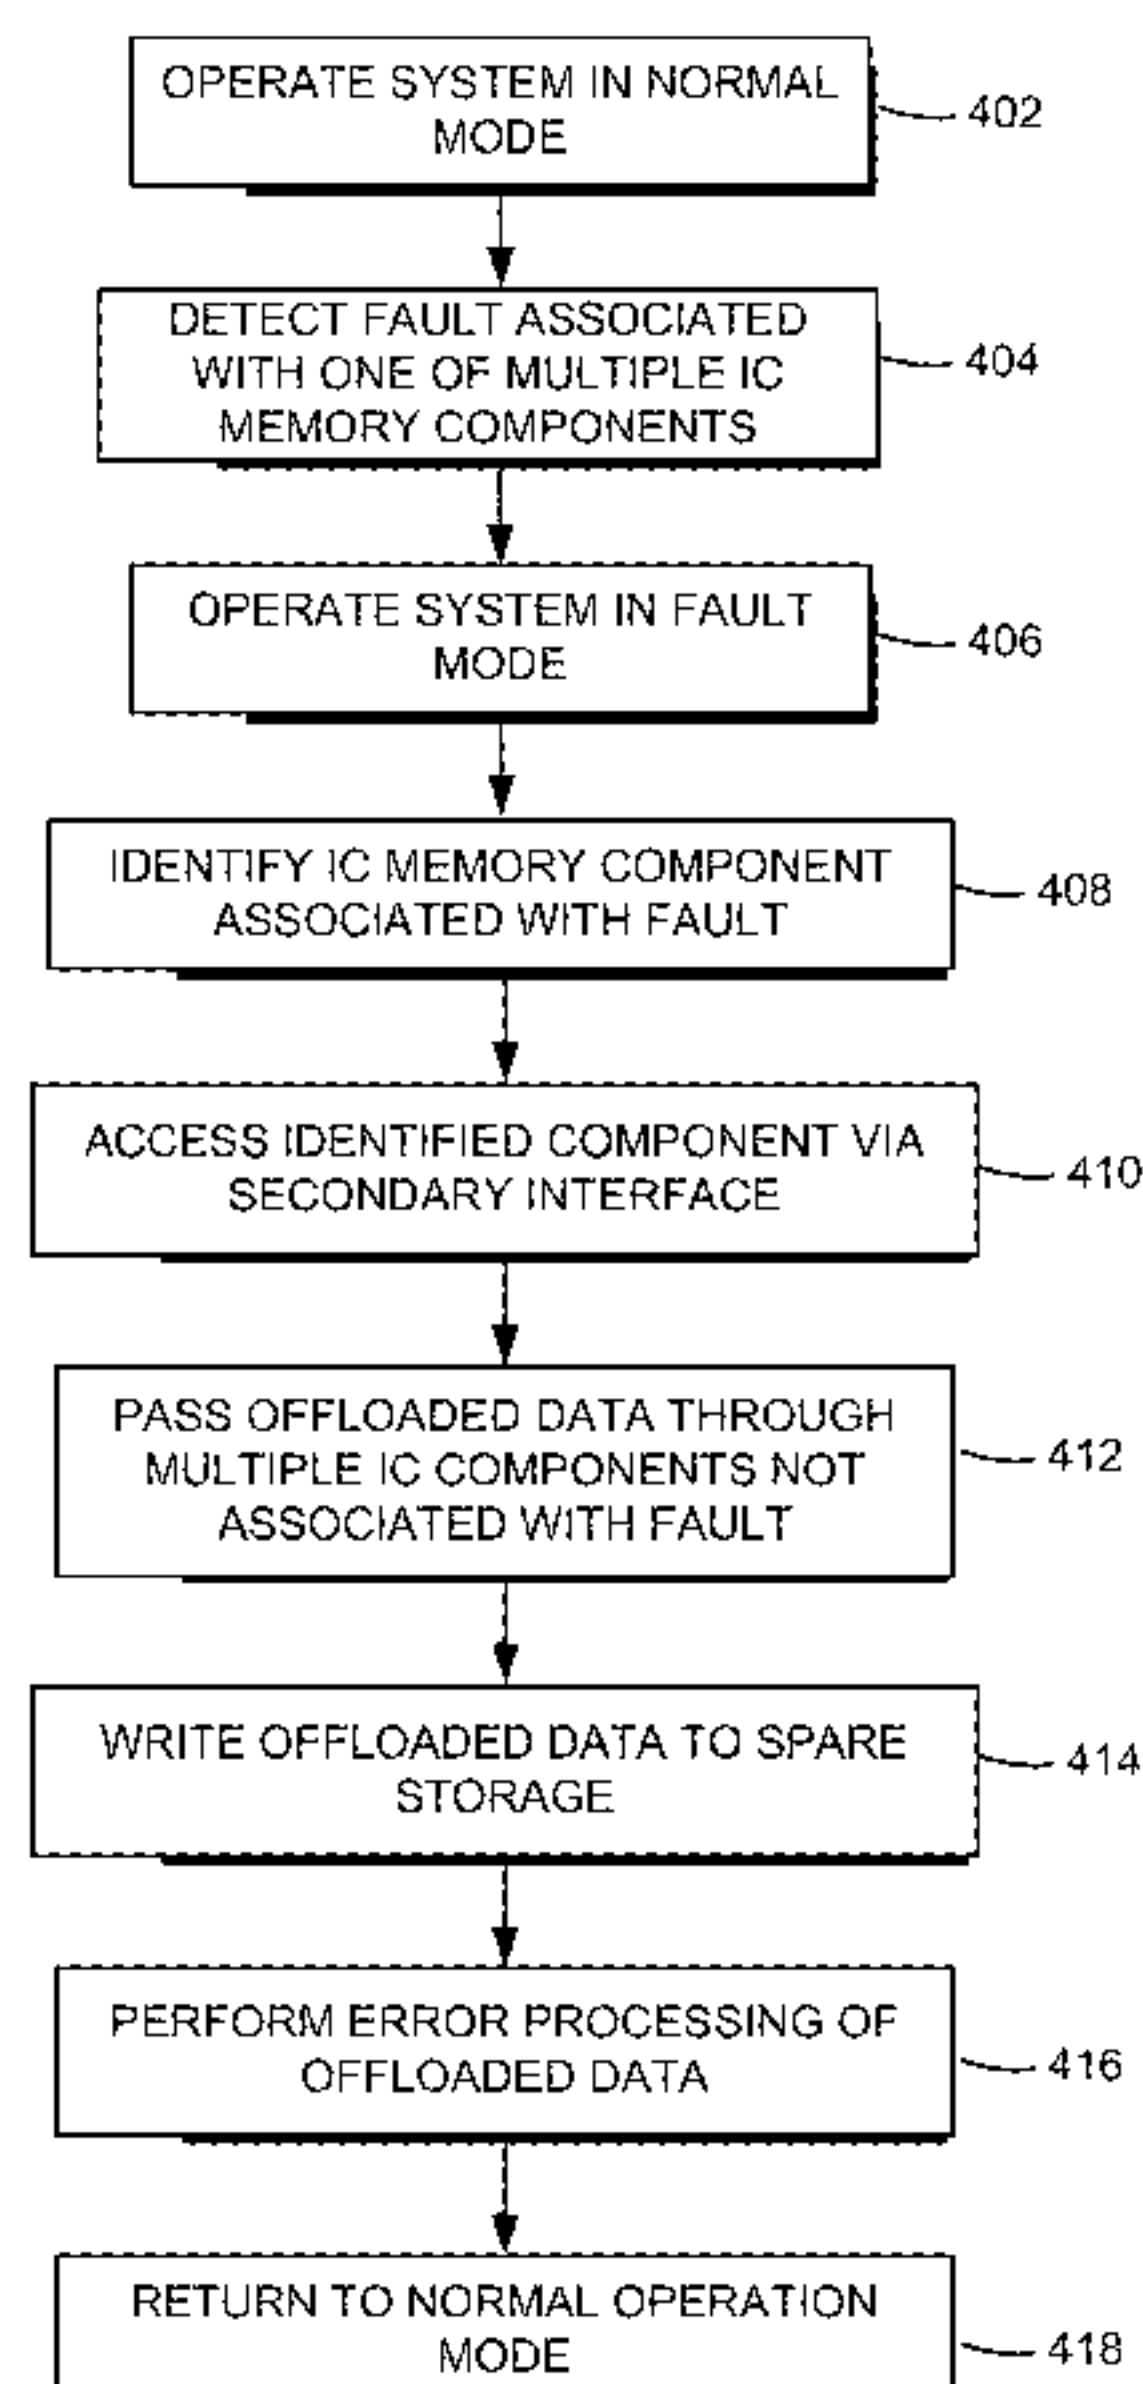 OPERATE SYSTEM IN NORMAL
MODE
402
DETECT FAULT ASSOCIATED
WITH ONE OF MULTIPLE IC
MEMORY COMPONENTS
404
OPERATE SYSTEM IN FAULT
MODE
406
IDENTIFY IC MEMORY COMPONENT
ASSOCIATED WITH FAULT
408
ACCESS IDENTIFIED COMPONENT VIA
SECONDARY INTERFACE
410
PASS OFFLOADED DATA THROUGH
MULTIPLE IC COMPONENTS NOT
ASSOCIATED WITH FAULT
412
WRITE OFFLOADED DATA TO SPARE
STORAGE
414
PERFORM ERROR PROCESSING OF
OFFLOADED DATA
416
RETURN TO NORMAL OPERATION
MODE
418